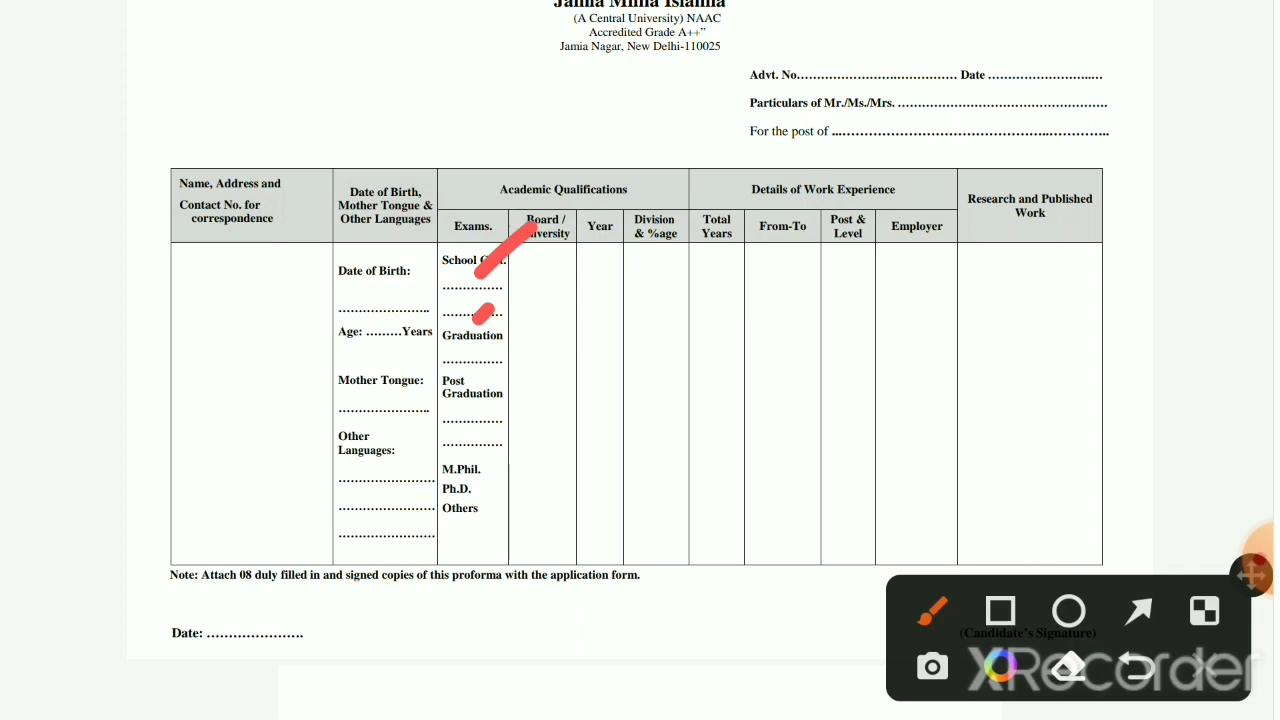 Jamia Millia Islamia
(A Central University) NAAC
Accredited Grade A++”
Jamia Nagar, New Delhi-110025
Advt. No……………………..…………… Date ……………………..…
Particulars of Mr./Ms./Mrs. …………………………………………….
For the post of ...…………………………………………..…………..
Name, Address and
Contact No. for
correspondence
Date of Birth,
Mother Tongue &
Other Languages
Academic Qualifications
Details of Work Experience
Research and Published
Work
Exams.
Board /
Year
Division
& %age
Total
Years
From-To
Post &
Level
Employer
Date of Birth:
…………………..
Age: ………Years
Mother Tongue:
…………………..
Other
Languages:
……………………
……………………
……………………
School
……………
Graduation
……………
Post
Graduation
……………
……………
M.Phil.
Ph.D.
Others
Note: Attach 08 duly filled in and signed copies of this proforma with the application form.
Date: ………………….
(Candidate’s Signature)
XRecorder